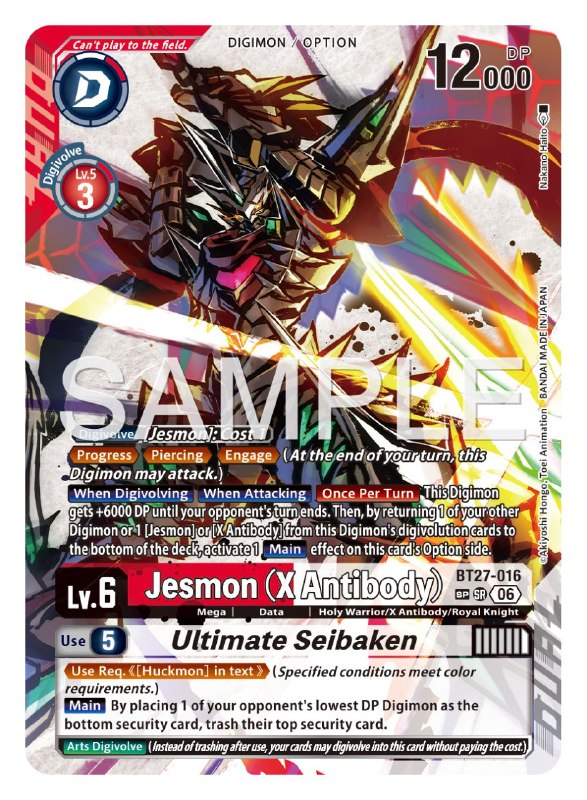 Can't play to the field.
DIGIMON / OPTION
DP
12000
D
Digivolve
Lv.5
3
DUAL
Nakano Haito
©Akiyoshi Hongo, Toei Animation BANDAI MADE IN JAPAN
SAMPLE
Digivolve [Jesmon]: Cost 1
Progress Piercing Engage (At the end of your turn, this
Digimon may attack.)
When Digivolving When Attacking Once Per Turn This Digimon
gets +6000 DP until your opponent's turn ends. Then, by returning 1 of your other
Digimon or 1 [Jesmon] or [X Antibody] from this Digimon's digivolution cards to
the bottom of the deck, activate 1 Main effect on this card's Option side.
Lv.6
Jesmon (X Antibody)
BT27-016
SP SR 06
Mega | Data | Holy Warrior/X Antibody/Royal Knight
Use 5
Ultimate Seibaken
Use Req. 《[Huckmon] in text》 (Specified conditions meet color
requirements.)
Main By placing 1 of your opponent's lowest DP Digimon as the
bottom security card, trash their top security card.
Arts Digivolve (Instead of trashing after use, your cards may digivolve into this card without paying the cost.)
DUAL